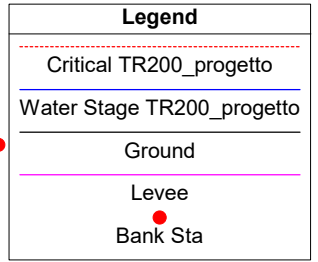 Legend
Critical TR200_progetto
Water Stage TR200_progetto
Ground
Levee
Bank Sta